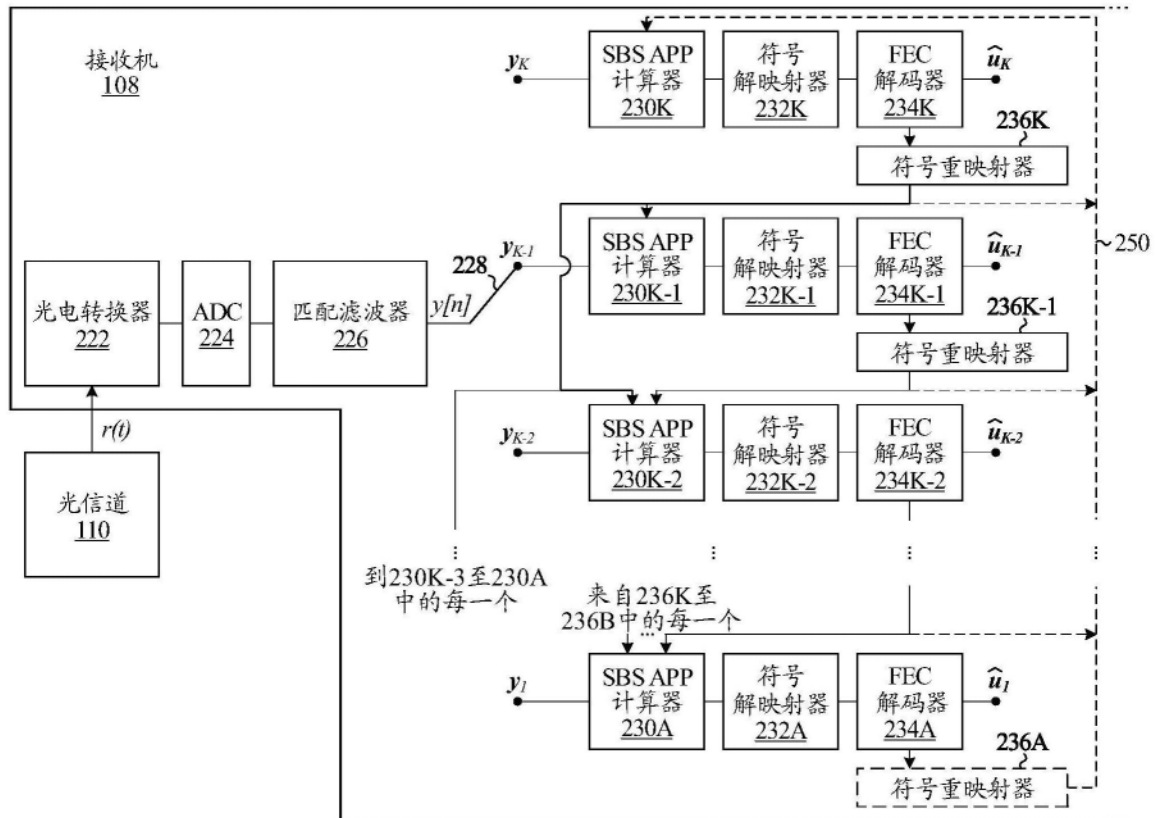 接收机
108
y_K
SBS APP
计算器
230K
符号
解映射器
232K
FEC
解码器
234K
û_K
236K
符号重映射器
y_{K-1}
SBS APP
计算器
230K-1
符号
解映射器
232K-1
FEC
解码器
234K-1
û_{K-1}
250
228
光电转换器
222
ADC
224
匹配滤波器
226
y[n]
236K-1
符号重映射器
r(t)
y_{K-2}
SBS APP
计算器
230K-2
符号
解映射器
232K-2
FEC
解码器
234K-2
û_{K-2}
光信道
110
...
到230K-3至230A
中的每一个
来自236K至
236B中的每一个
...
y_1
SBS APP
计算器
230A
符号
解映射器
232A
FEC
解码器
234A
û_1
236A
符号重映射器